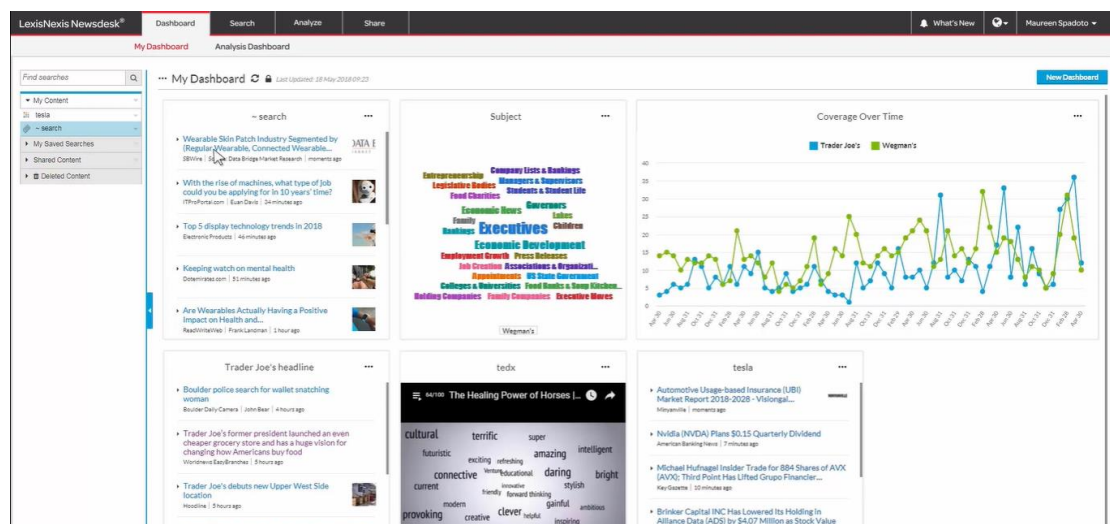 LexisNexis Newsdesk®
Dashboard
Search
Analyze
Share
What's New
Maureen Spadoto
My Dashboard
Analysis Dashboard
Find searches
My Content
tesla
~ search
My Saved Searches
Shared Content
Deleted Content
My Dashboard
Last Updated: 18 May 2018 09:23
New Dashboard
~ search
Wearable Skin Patch Industry Segmented by
(Regular Wearable, Connected Wearable...
SBWire | Data Bridge Market Research | moments ago
With the rise of machines, what type of job
could you be applying for in 10 years' time?
ITProPortal.com | Euan Davis | 34 minutes ago
Top 5 display technology trends in 2018
Electronic Products | 46 minutes ago
Keeping watch on mental health
Dotemirates.com | 51 minutes ago
Are Wearables Actually Having a Positive
Impact on Health and...
ReadWriteWeb | Frank Landman | 1 hour ago
Subject
Company Lists & Rankings
Entrepreneurship
Managers & Supervisors
Legislative Bodies
Students & Student Life
Food Charities
Governors
Economic News
Lakes
Family
Rankings
Executives
Children
Economic Development
Employment Growth
Press Releases
Job Creation
Associations & Organizati...
Appointments
US State Government
Colleges & Universities
Food Banks & Soup Kitchen...
Holding Companies
Family Companies
Executive Moves
Wegman's
Coverage Over Time
Trader Joe's
Wegman's
40
20
15
10
5
0
Trader Joe's headline
Boulder police search for wallet snatching
woman
Boulder Daily Camera | John Bear | 4 hours ago
Trader Joe's former president launched an even
cheaper grocery store and has a huge vision for
changing how Americans buy food
Worldnews EasyBranches | 5 hours ago
Trader Joe's debuts new Upper West Side
location
Hoodline | 5 hours ago
tedx
64/100 The Healing Power of Horses |...
cultural
terrific
super
futuristic
amazing
intelligent
exciting
refreshing
connective
Venture
educational
daring
bright
current
innovative
stylish
friendly
forward thinking
modern
gainful
ambitious
provoking
creative
clever
helpful
inspiring
tesla
Automotive Usage-based Insurance (UBI)
Market Report 2018-2028 - Visiongai...
Minyanville | moments ago
Nvidia (NVDA) Plans $0.15 Quarterly Dividend
American Banking News | 7 minutes ago
Michael Hufnagel Insider Trade for 884 Shares of AVX
(AVX); Third Point Has Lifted Grupo Financier...
Key Gazette | 10 minutes ago
Brinker Capital INC Has Lowered Its Holding in
Alliance Data (ADS) by $4.07 Million as Stock Value